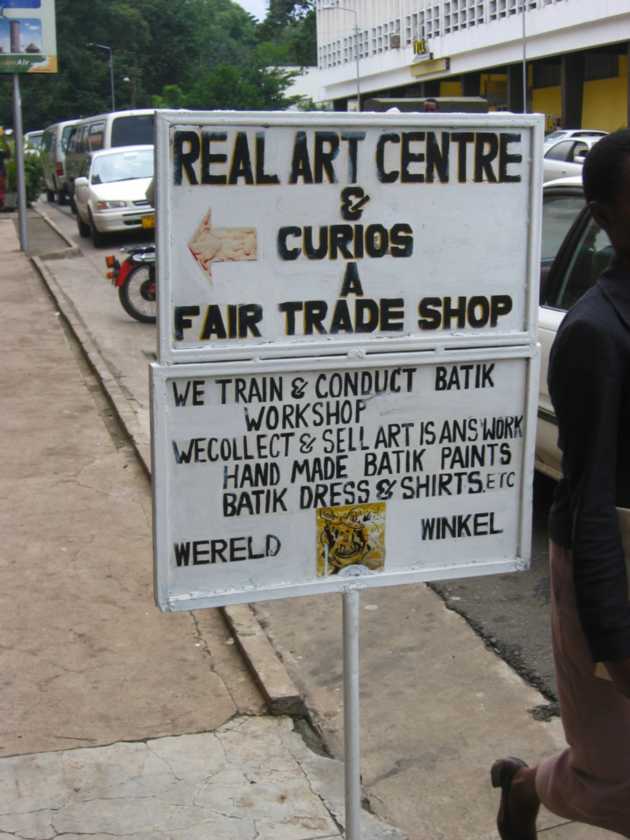 REAL ART CENTRE
&
CURIOS
A
FAIR TRADE SHOP
WE TRAIN & CONDUCT BATIK
WORKSHOP
WECOLLECT & SELL ART IS ANS WORK
HAND MADE BATIK PAINTS
BATIK DRESS & SHIRTS.ETC
WERELD WINKEL